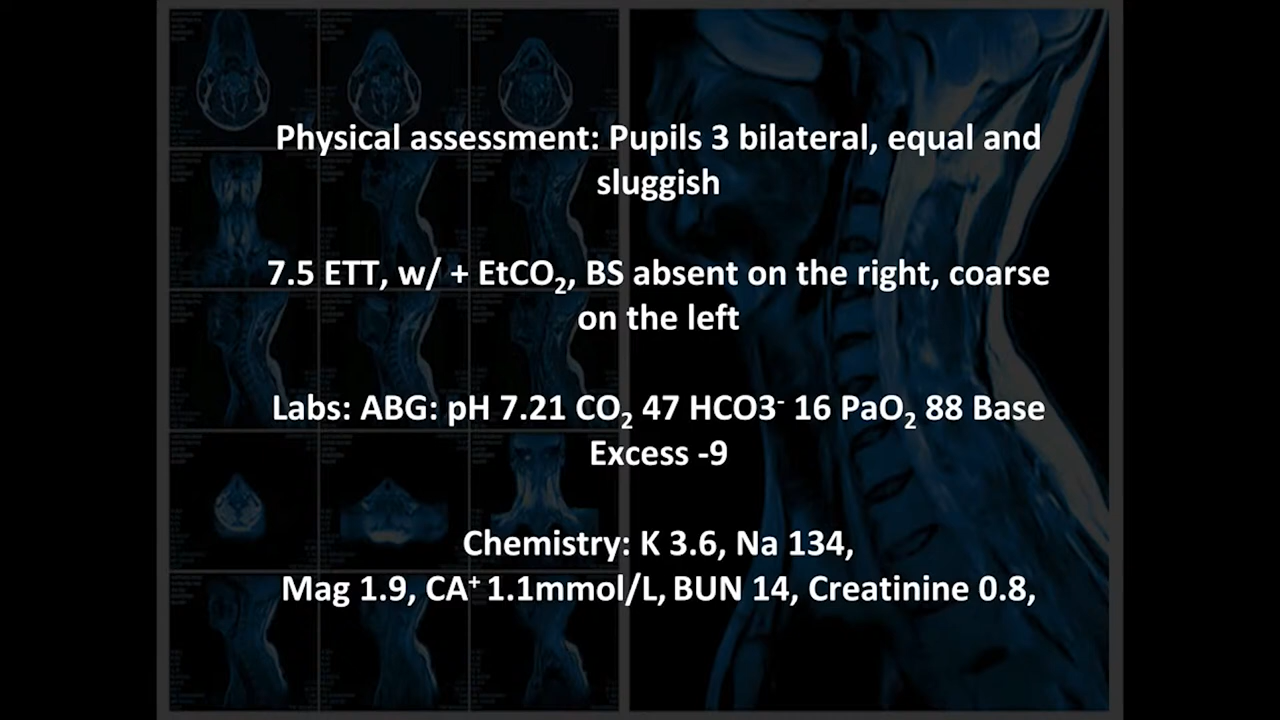 Physical assessment: Pupils 3 bilateral, equal and
sluggish
7.5 ETT, w/ + EtCO₂, BS absent on the right, coarse
on the left
Labs: ABG: pH 7.21 CO₂ 47 HCO3⁻ 16 PaO₂ 88 Base
Excess -9
Chemistry: K 3.6, Na 134,
Mag 1.9, CA⁺ 1.1mmol/L, BUN 14, Creatinine 0.8,